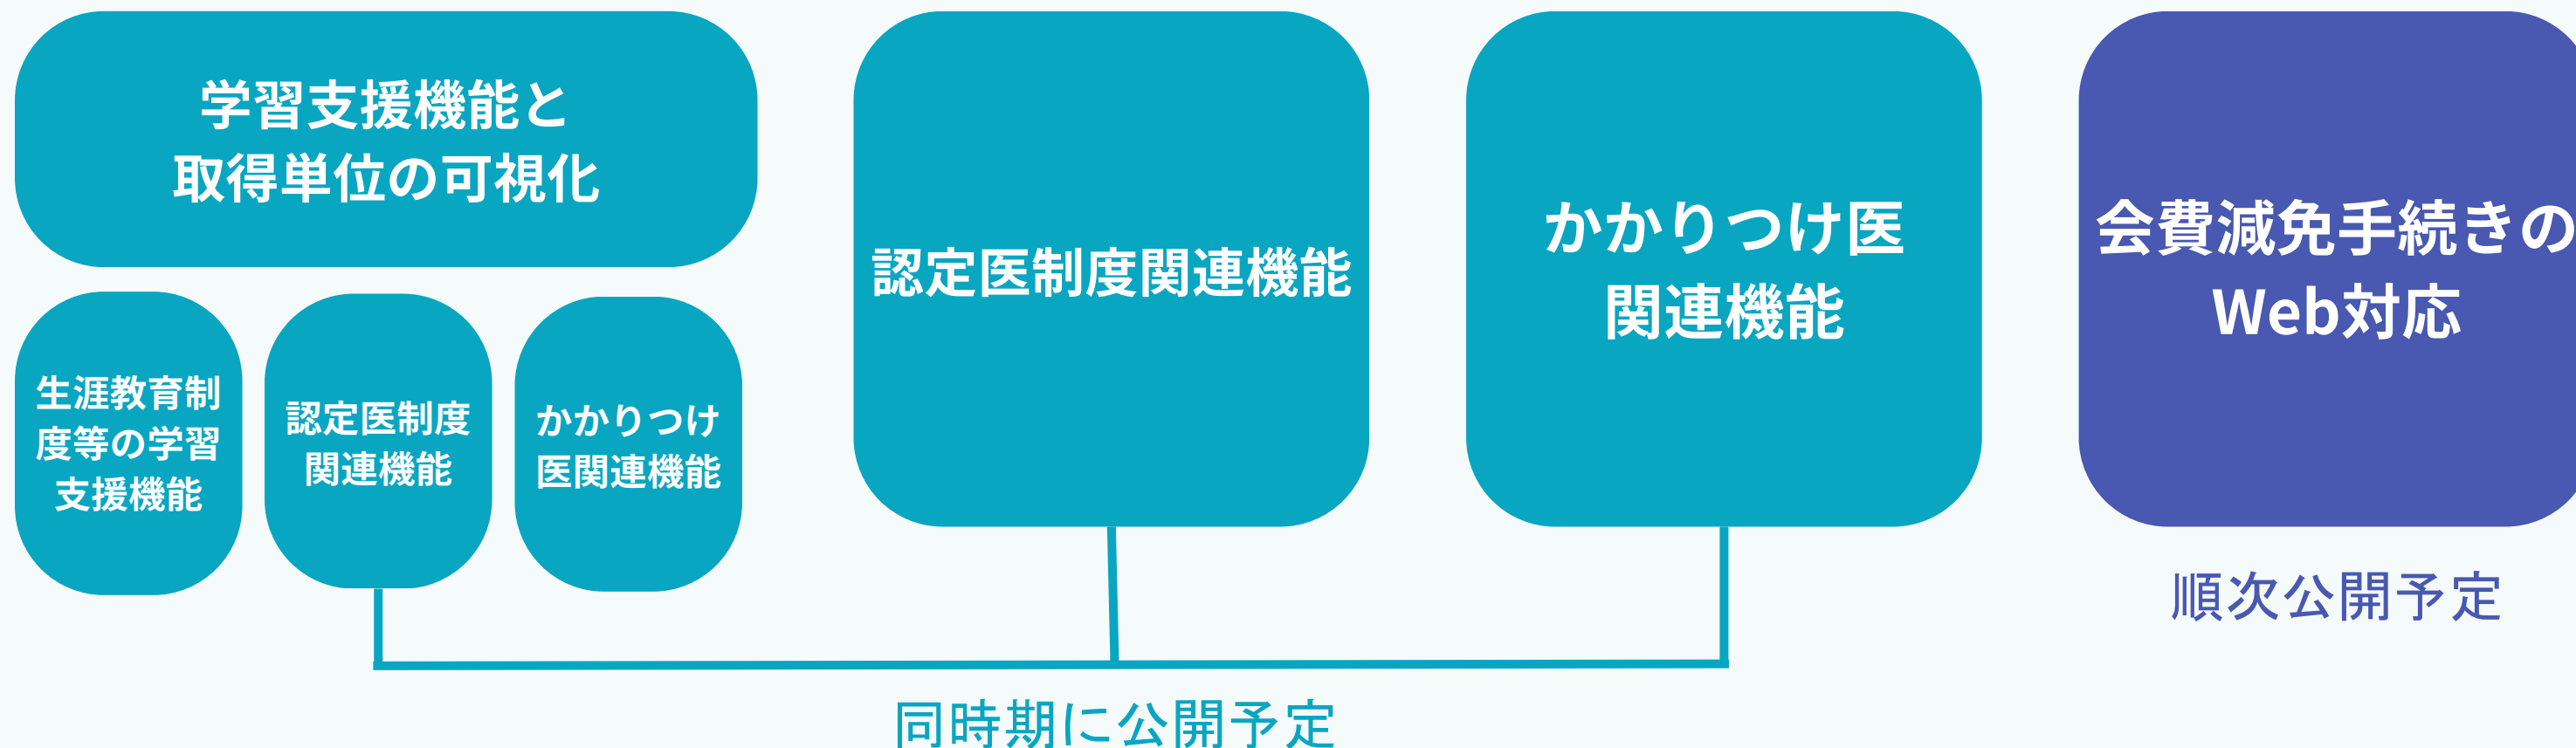 学習支援機能と
取得単位の可視化
生涯教育制
度等の学習
支援機能
認定医制度
関連機能
かかりつけ
医関連機能
認定医制度関連機能
かかりつけ医
関連機能
会費減免手続きの
Web対応
順次公開予定
同時期に公開予定